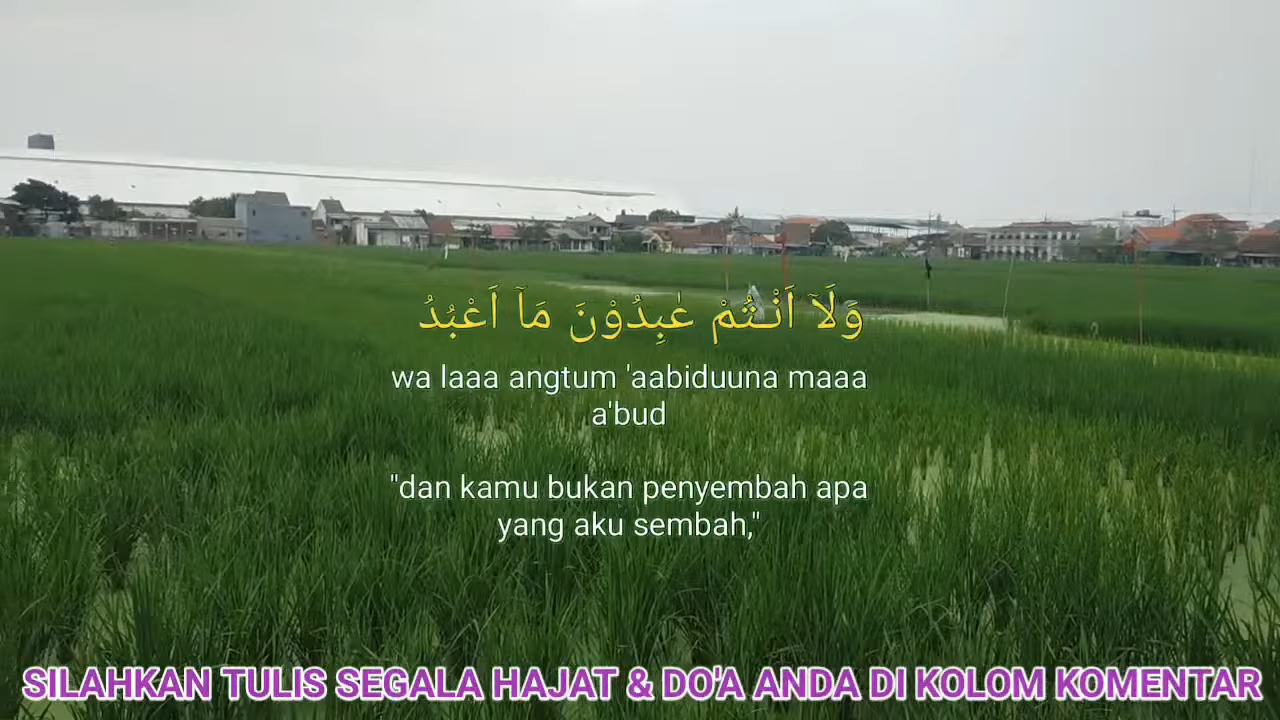 وَلَآ اَنْـتُمْ عٰبِدُوْنَ مَآ اَعْبُدُ
wa laaa angtum 'aabiduuna maaa
a'bud
"dan kamu bukan penyembah apa
yang aku sembah,"
SILAHKAN TULIS SEGALA HAJAT & DO'A ANDA DI KOLOM KOMENTAR